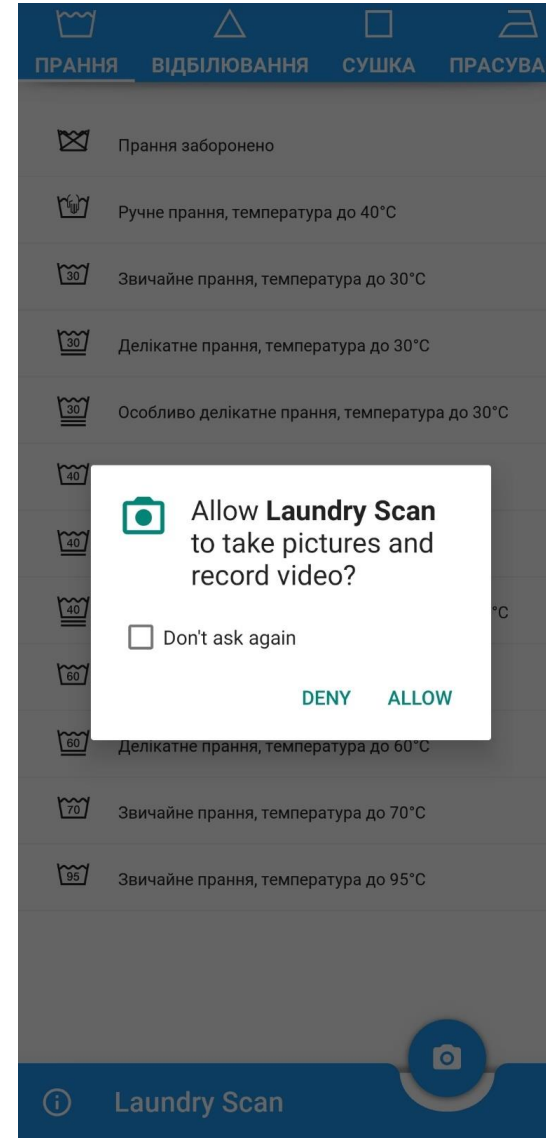 ПРАННЯ ВІДБІЛЮВАННЯ СУШКА ПРАСУВА
Прання заборонено
Ручне прання, температура до 40°C
30 Звичайне прання, температура до 30°C
30 Делікатне прання, температура до 30°C
30 Особливо делікатне прання, температура до 30°C
40
40
40 °C
60
60 Делікатне прання, температура до 60°C
70 Звичайне прання, температура до 70°C
95 Звичайне прання, температура до 95°C
Allow Laundry Scan
to take pictures and
record video?
Don't ask again
DENY ALLOW
Laundry Scan